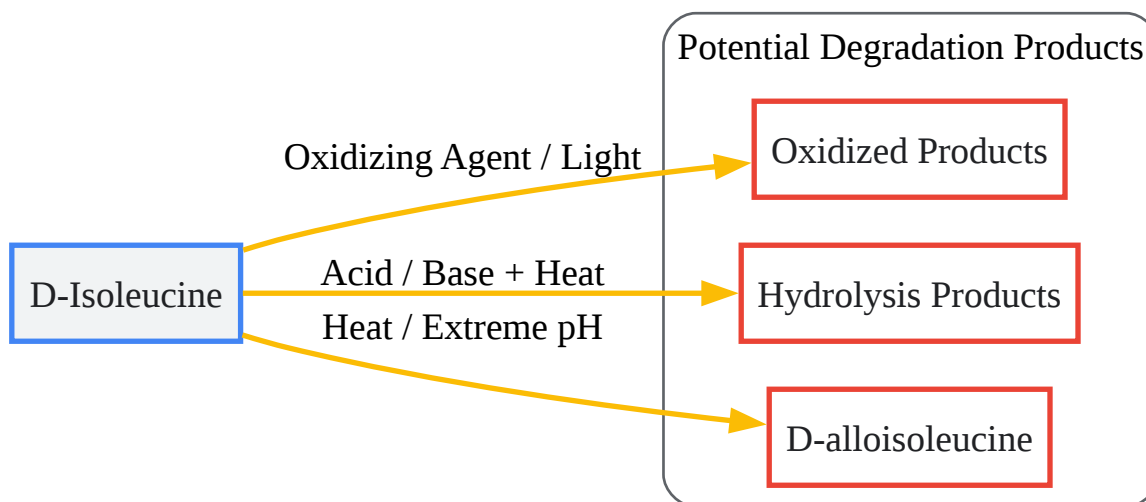 Potential Degradation Products
Oxidizing Agent / Light
Oxidized Products
D-Isoleucine
Acid / Base + Heat
Hydrolysis Products
Heat / Extreme pH
D-alloisoleucine